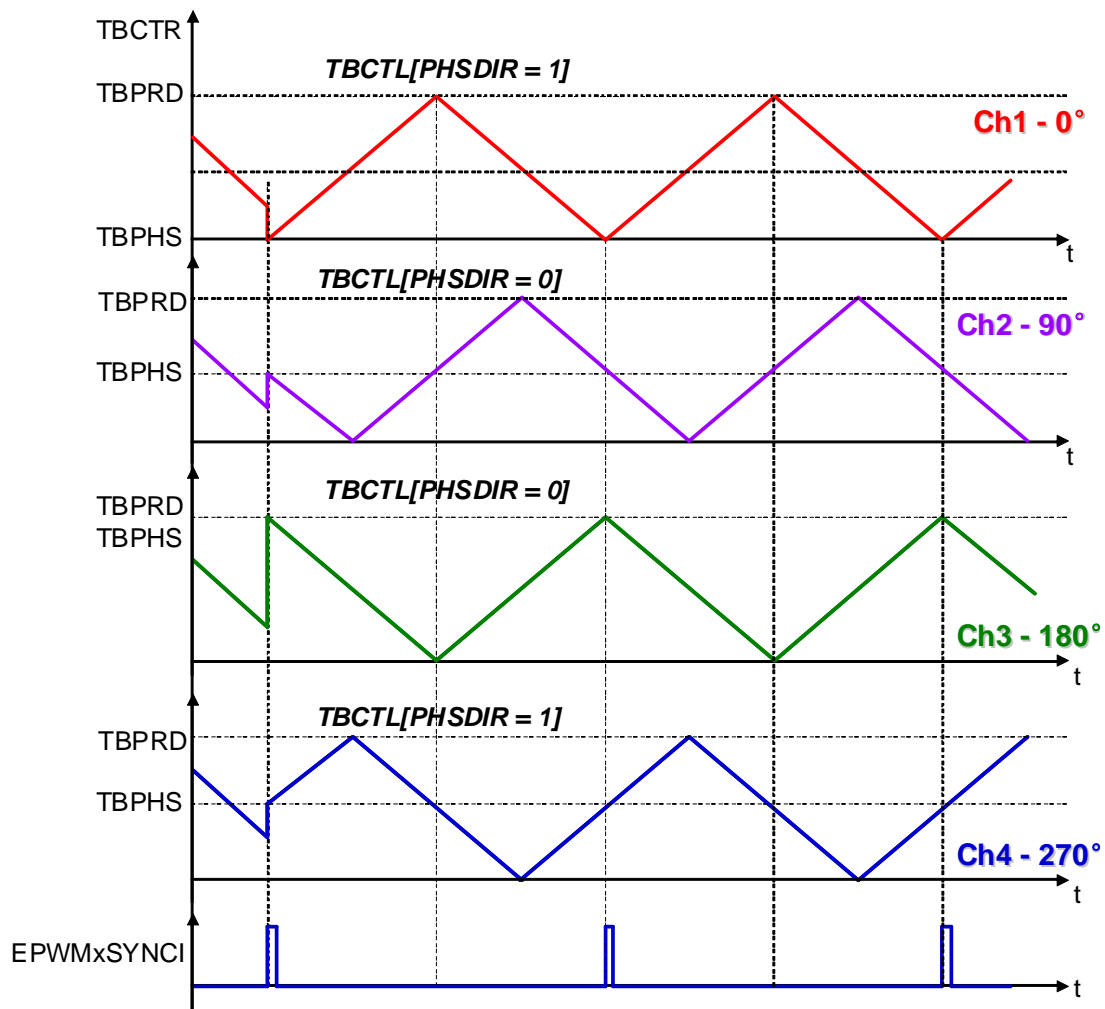 TBCTR
TBCTL[PHSDIR = 1]
TBPRD
Ch1 - 0°
TBPHS
t
TBCTL[PHSDIR = 0]
TBPRD
Ch2 - 90°
TBPHS
t
TBCTL[PHSDIR = 0]
TBPRD
TBPHS
Ch3 - 180°
t
TBCTL[PHSDIR = 1]
TBPRD
TBPHS
Ch4 - 270°
t
EPWMxSYNCI
t